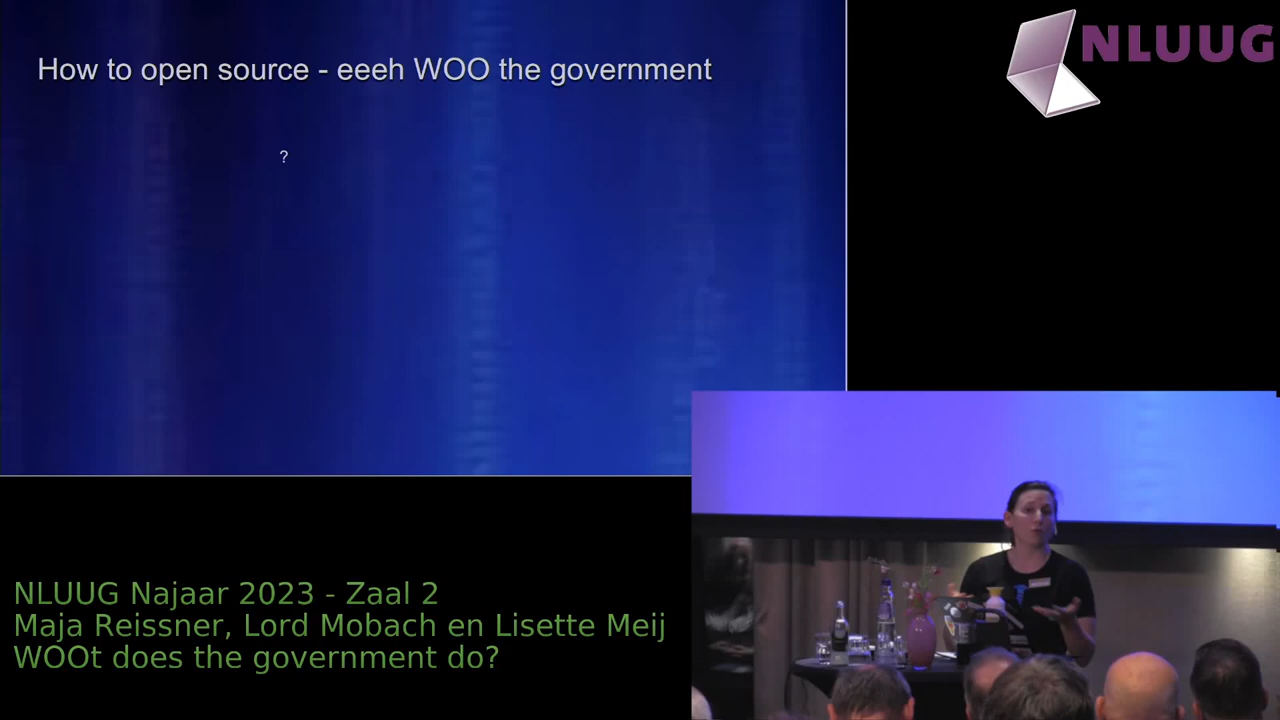 How to open source - eeeh WOO the government
?
NLUUG
NLUUG Najaar 2023 - Zaal 2
Maja Reissner, Lord Mobach en Lisette Meij
WOOt does the government do?